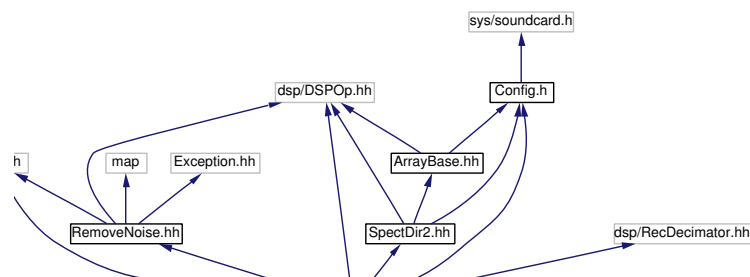 sys/soundcard.h
dsp/DSPOp.hh
Config.h
h
map
Exception.hh
ArrayBase.hh
RemoveNoise.hh
SpectDir2.hh
dsp/RecDecimator.hh